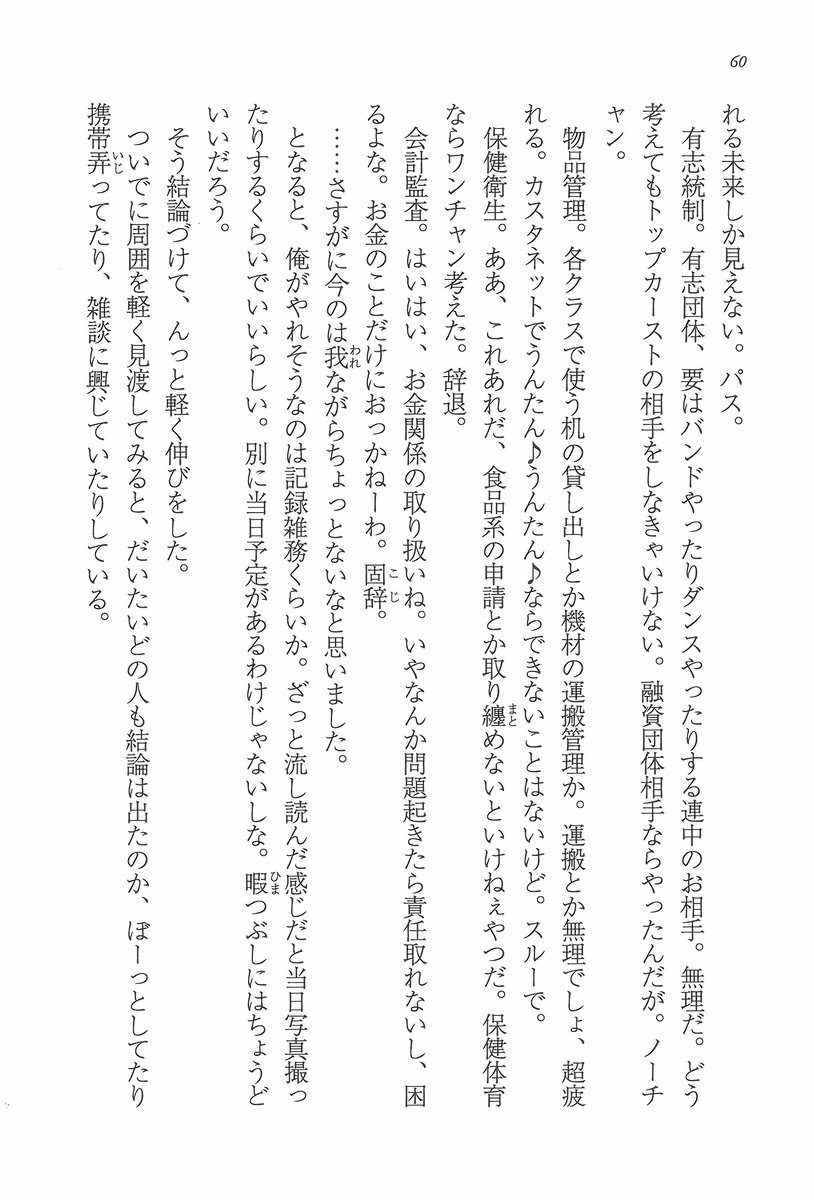 60
れる未来しか見えない。パス。
有志統制。有志団体、要はバンドやったりダンスやったりする連中のお相手。無理だ。どう
考えてもトップカーストの相手をしなきゃいけない。融資団体相手ならやったんだが。ノーチ
ャン。
物品管理。各クラスで使う机の貸し出しとか機材の運搬管理か。運搬とか無理でしょ、超疲
れる。カスタネットでうんたん♪うんたん♪ならできないことはないけど。スルーで。
保健衛生。ああ、これあれだ、食品系の申請とか取り纏めないといけねぇやつだ。保健体育
まと
ならワンチャン考えた。辞退。
会計監査。はいはい、お金関係の取り扱いね。いやなんか問題起きたら責任取れないし、困
るよな。お金のことだけにおっかねーわ。固辞。
こじ
……さすがに今のは我ながらちょっとないなと思いました。
われ
となると、俺がやれそうなのは記録雑務くらいか。ざっと流し読んだ感じだと当日写真撮っ
たりするくらいでいいらしい。別に当日予定があるわけじゃないしな。暇つぶしにはちょうど
ひま
いいだろう。
そう結論づけて、んっと軽く伸びをした。
ついでに周囲を軽く見渡してみると、だいたいどの人も結論は出たのか、ぼーっとしてたり
携帯弄ってたり、雑談に興じていたりしている。
いじ